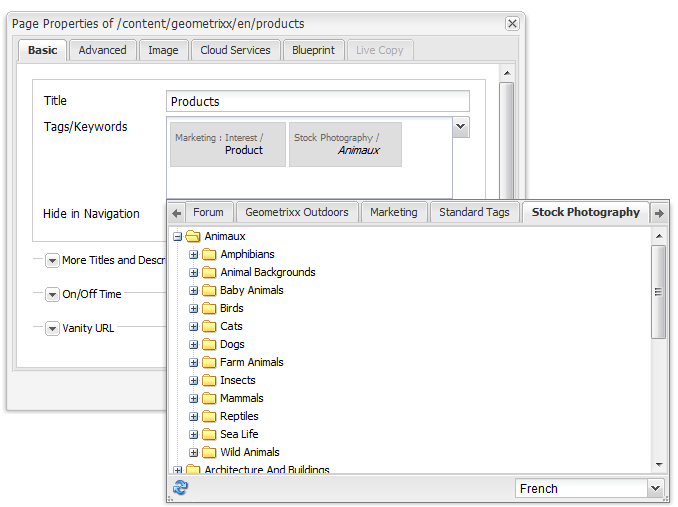 Page Properties of /content/geometrixx/en/products
Basic Advanced Image Cloud Services Blueprint Live Copy
Title Products
Tags/Keywords
Marketing : Interest /
Product
Stock Photography /
Animaux
Hide in Navigation
More Titles and Descr
On/Off Time
Vanity URL
Forum Geometrixx Outdoors Marketing Standard Tags Stock Photography
Animaux
Amphibians
Animal Backgrounds
Baby Animals
Birds
Cats
Dogs
Farm Animals
Insects
Mammals
Reptiles
Sea Life
Wild Animals
Architecture And Buildings
French